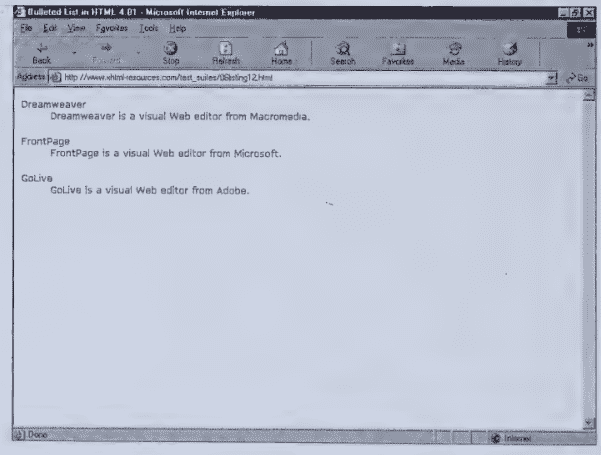 Bulleted List in HTML 4.01 - Microsoft Internet Explorer
File Edit View Favorites Tools Help
Back Forward Stop Refresh Home Search Favorites Media History
Address http://www.xhtml-resources.com/test_suites/06listing12.html Go
Dreamweaver
Dreamweaver is a visual Web editor from Macromedia.
FrontPage
FrontPage is a visual Web editor from Microsoft.
GoLive
GoLive is a visual Web editor from Adobe.
Done Internet